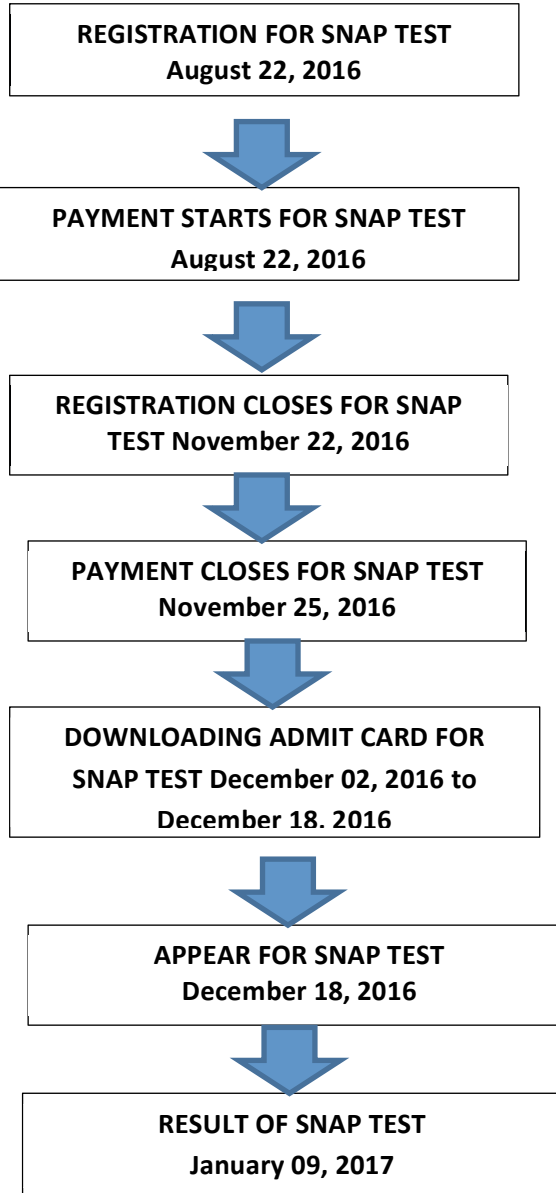 REGISTRATION FOR SNAP TEST
August 22, 2016
PAYMENT STARTS FOR SNAP TEST
August 22, 2016
REGISTRATION CLOSES FOR SNAP
TEST November 22, 2016
PAYMENT CLOSES FOR SNAP TEST
November 25, 2016
DOWNLOADING ADMIT CARD FOR
SNAP TEST December 02, 2016 to
December 18, 2016
APPEAR FOR SNAP TEST
December 18, 2016
RESULT OF SNAP TEST
January 09, 2017